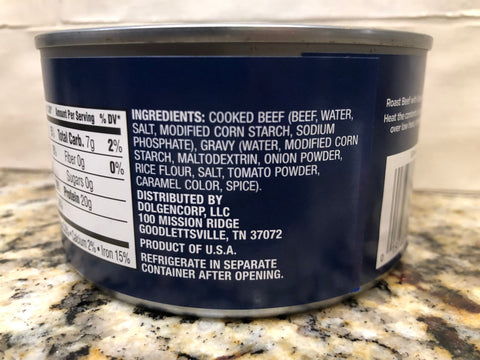 Amount Per Serving % DV*
Total Carb. 7g 2%
Fiber 0g 0%
Sugars 0g
Protein 20g
Calcium 2% • Iron 15%
INGREDIENTS: COOKED BEEF (BEEF, WATER,
SALT, MODIFIED CORN STARCH, SODIUM
PHOSPHATE), GRAVY (WATER, MODIFIED CORN
STARCH, MALTODEXTRIN, ONION POWDER,
RICE FLOUR, SALT, TOMATO POWDER,
CARAMEL COLOR, SPICE).
DISTRIBUTED BY
DOLGENCORP, LLC
100 MISSION RIDGE
GOODLETTSVILLE, TN 37072
PRODUCT OF U.S.A.
REFRIGERATE IN SEPARATE
CONTAINER AFTER OPENING.
Roast Beef with
Heat the
over low